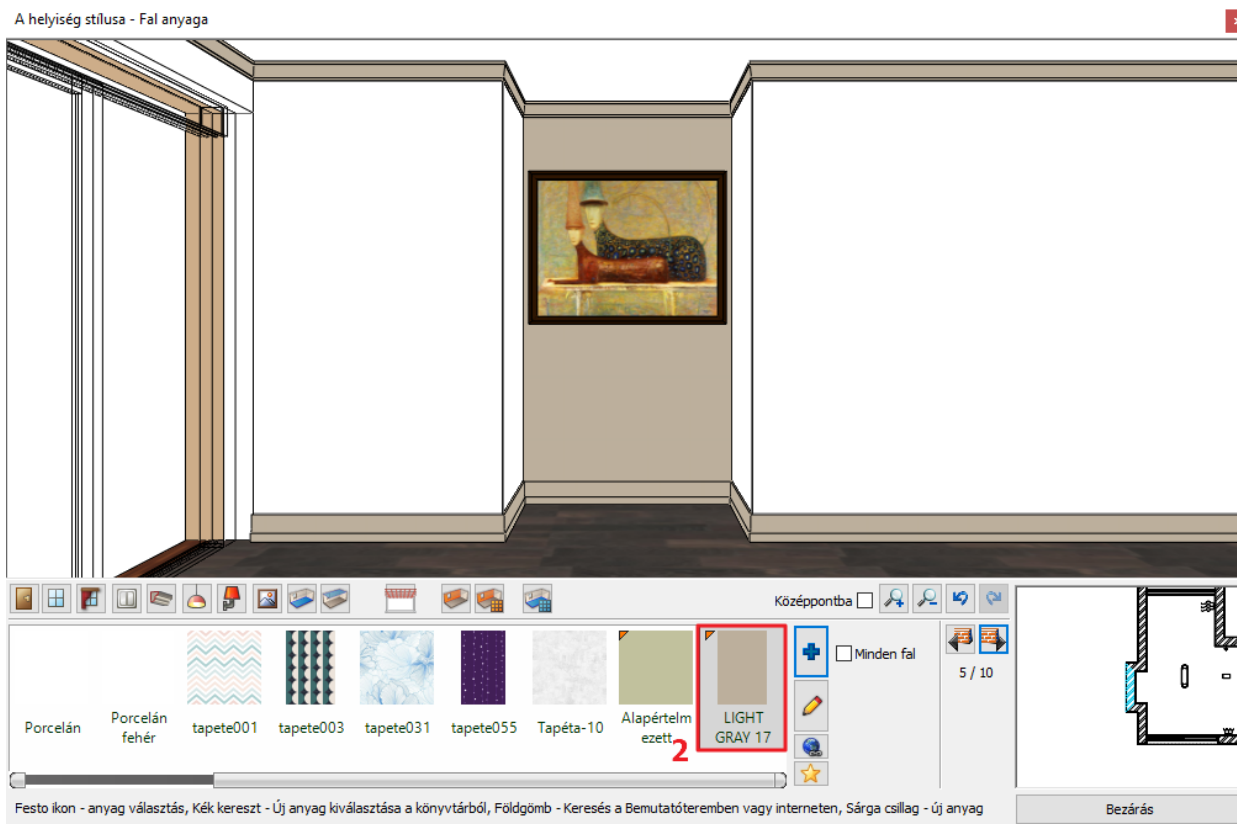 A helyiség stílusa - Fal anyaga
Középpontba
Minden fal
5 / 10
Porcelán
Porcelán
fehér
tapete001
tapete003
tapete031
tapete055
Tapéta-10
Alapértelm
ezett
2
LIGHT
GRAY 17
Festo ikon - anyag választás, Kék kereszt - Új anyag kiválasztása a könyvtárból, Földgömb - Keresés a Bemutatóteremben vagy interneten, Sárga csillag - új anyag
Bezárás